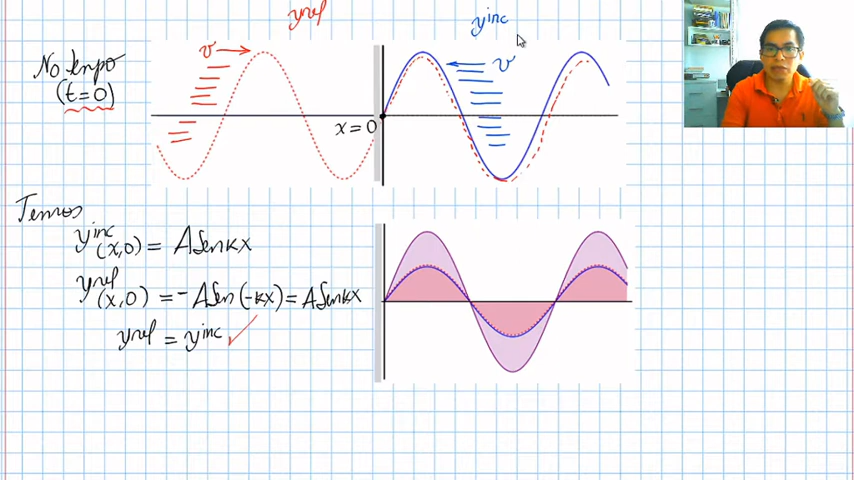 yref
yinc
No tempo
(t=0)
v
v
x=0
Temos
yinc(x,0) = A Sen kx
yref(x,0) = -A Sen(-kx) = A Sen kx
yref = yinc ✓